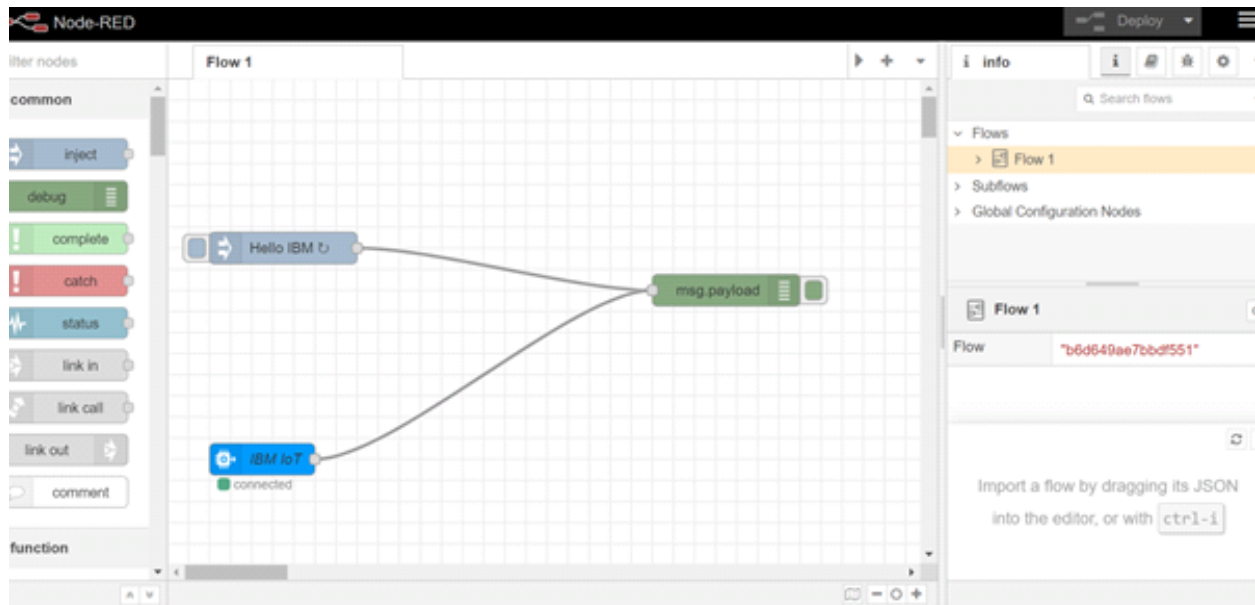 Node-RED
Deploy
ilter nodes
Flow 1
i info
i
Search flows
common
Flows
Flow 1
Subflows
Global Configuration Nodes
inject
debug
complete
catch
status
link in
link call
link out
comment
function
Hello IBM ↻
msg.payload
IBM IoT
connected
Flow 1
Flow "b6d649ae7bbdf551"
Import a flow by dragging its JSON
into the editor, or with ctrl-i